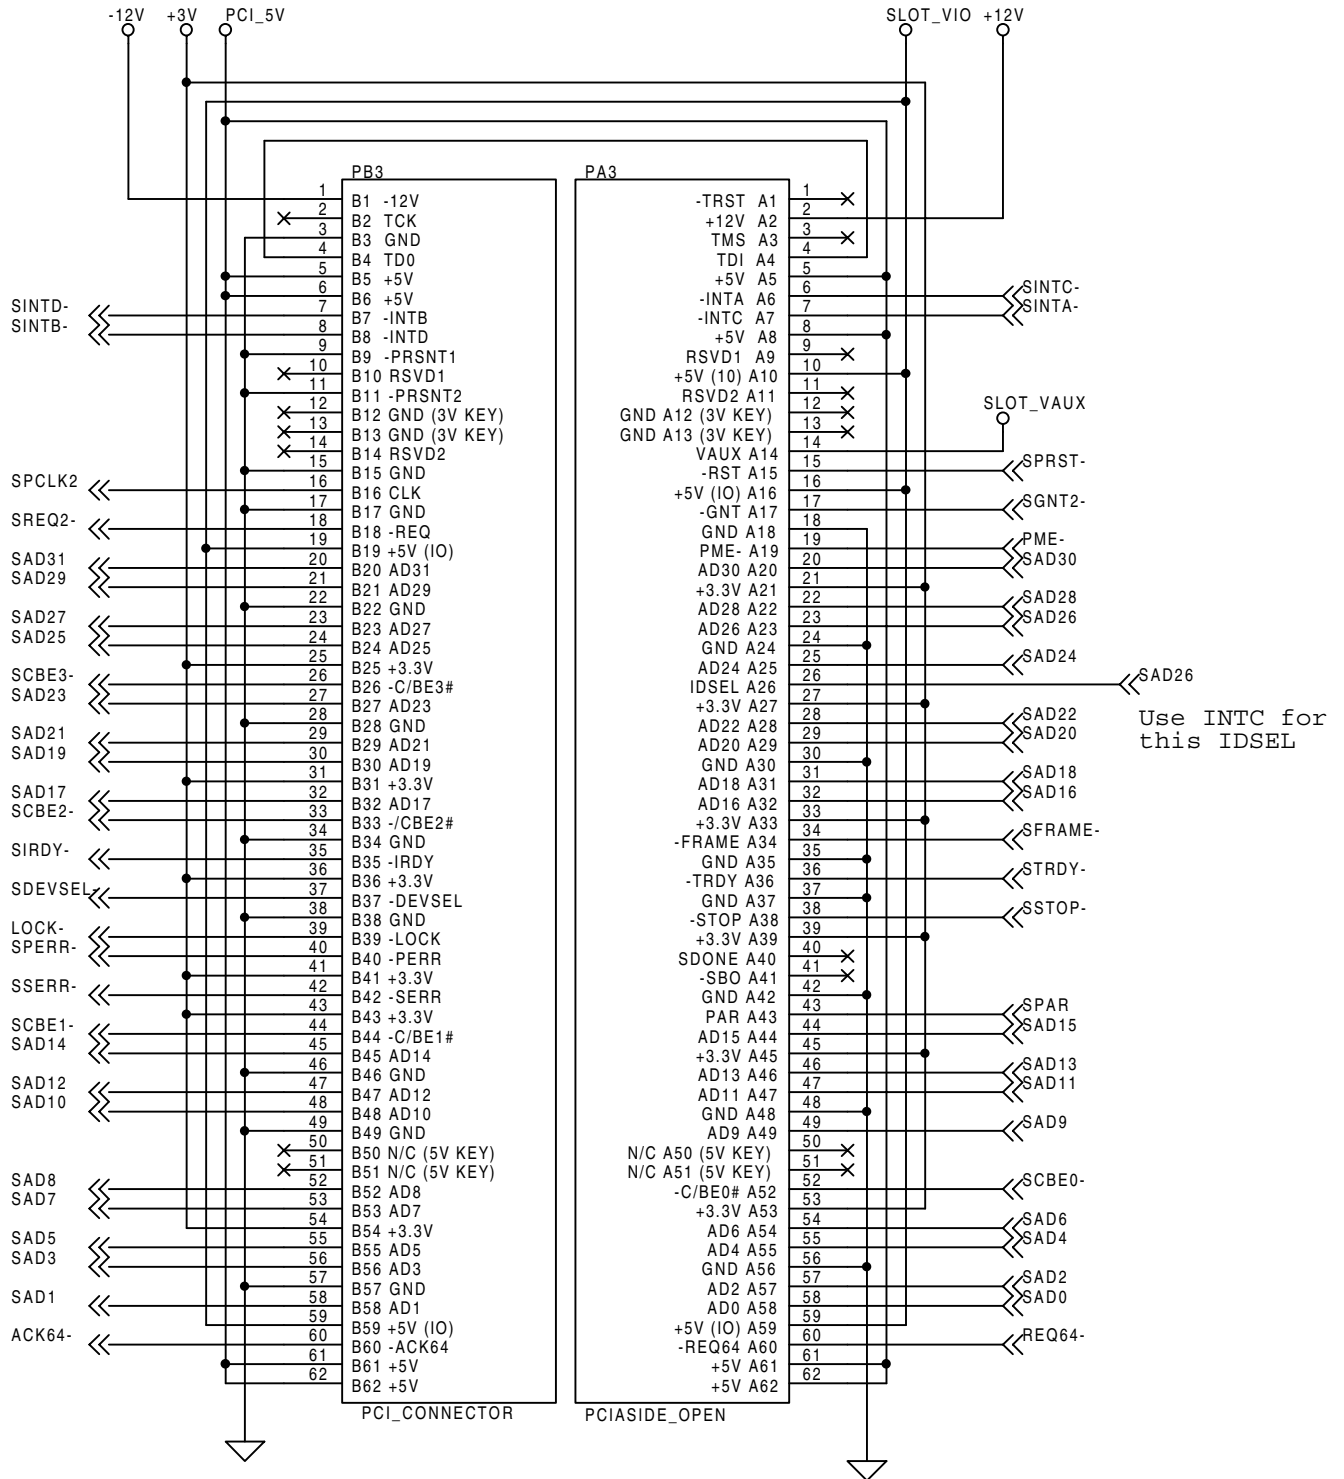 -12V +3V PCI_5V SLOT_VIO +12V
PB3 PA3
1 B1 -12V -TRST A1 1
2 B2 TCK +12V A2 2
3 B3 GND TMS A3 3
4 B4 TD0 TDI A4 4
5 B5 +5V +5V A5 5
6 B6 +5V -INTA A6 6 SINTC-
SINTD- 7 B7 -INTB -INTC A7 7 SINTA-
SINTB- 8 B8 -INTD +5V A8 8
9 B9 -PRSNT1 RSVD1 A9 9
10 B10 RSVD1 +5V (10) A10 10
11 B11 -PRSNT2 RSVD2 A11 11
12 B12 GND (3V KEY) GND A12 (3V KEY) 12
13 B13 GND (3V KEY) GND A13 (3V KEY) 13
14 B14 RSVD2 VAUX A14 14 SLOT_VAUX
15 B15 GND -RST A15 15 SPRST-
SPCLK2 16 B16 CLK +5V (IO) A16 16
17 B17 GND -GNT A17 17 SGNT2-
SREQ2- 18 B18 -REQ GND A18 18
19 B19 +5V (IO) PME- A19 19 PME-
SAD31 20 B20 AD31 AD30 A20 20 SAD30
SAD29 21 B21 AD29 +3.3V A21 21
22 B22 GND AD28 A22 22 SAD28
SAD27 23 B23 AD27 AD26 A23 23 SAD26
SAD25 24 B24 AD25 GND A24 24
25 B25 +3.3V AD24 A25 25 SAD24
SCBE3- 26 B26 -C/BE3# IDSEL A26 26 SAD26
SAD23 27 B27 AD23 +3.3V A27 27
28 B28 GND AD22 A28 28 SAD22
Use INTC for
this IDSEL
SAD21 29 B29 AD21 AD20 A29 29 SAD20
SAD19 30 B30 AD19 GND A30 30
31 B31 +3.3V AD18 A31 31 SAD18
SAD17 32 B32 AD17 AD16 A32 32 SAD16
SCBE2- 33 B33 -/CBE2# +3.3V A33 33
34 B34 GND -FRAME A34 34 SFRAME-
SIRDY- 35 B35 -IRDY GND A35 35
36 B36 +3.3V -TRDY A36 36 STRDY-
SDEVSEL- 37 B37 -DEVSEL GND A37 37
38 B38 GND -STOP A38 38 SSTOP-
LOCK- 39 B39 -LOCK +3.3V A39 39
SPERR- 40 B40 -PERR SDONE A40 40
41 B41 +3.3V -SBO A41 41
SSERR- 42 B42 -SERR GND A42 42
43 B43 +3.3V PAR A43 43 SPAR
SCBE1- 44 B44 -C/BE1# AD15 A44 44 SAD15
SAD14 45 B45 AD14 +3.3V A45 45
46 B46 GND AD13 A46 46 SAD13
SAD12 47 B47 AD12 AD11 A47 47 SAD11
SAD10 48 B48 AD10 GND A48 48
49 B49 GND AD9 A49 49 SAD9
50 B50 N/C (5V KEY) N/C A50 (5V KEY) 50
51 B51 N/C (5V KEY) N/C A51 (5V KEY) 51
SAD8 52 B52 AD8 -C/BE0# A52 52 SCBE0-
SAD7 53 B53 AD7 +3.3V A53 53
54 B54 +3.3V AD6 A54 54 SAD6
SAD5 55 B55 AD5 AD4 A55 55 SAD4
SAD3 56 B56 AD3 GND A56 56
57 B57 GND AD2 A57 57 SAD2
SAD1 58 B58 AD1 AD0 A58 58 SAD0
59 B59 +5V (IO) +5V (IO) A59 59
ACK64- 60 B60 -ACK64 -REQ64 A60 60 REQ64-
61 B61 +5V +5V A61 61
62 B62 +5V +5V A62 62
PCI_CONNECTOR PCIASIDE_OPEN